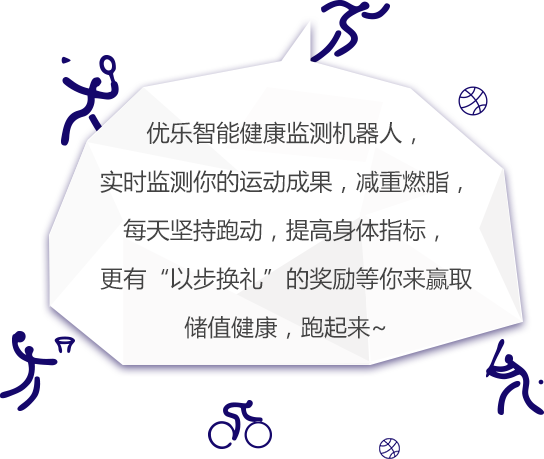 优乐智能健康监测机器人，
实时监测你的运动成果，减重燃脂，
每天坚持跑动，提高身体指标，
更有“以步换礼”的奖励等你来赢取
储值健康，跑起来~